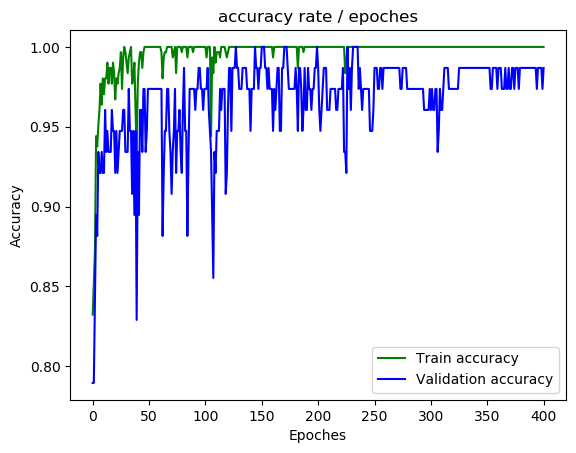 accuracy rate / epoches
1.00
0.95
0.90
0.85
0.80
Accuracy
Train accuracy
Validation accuracy
0 50 100 150 200 250 300 350 400
Epoches